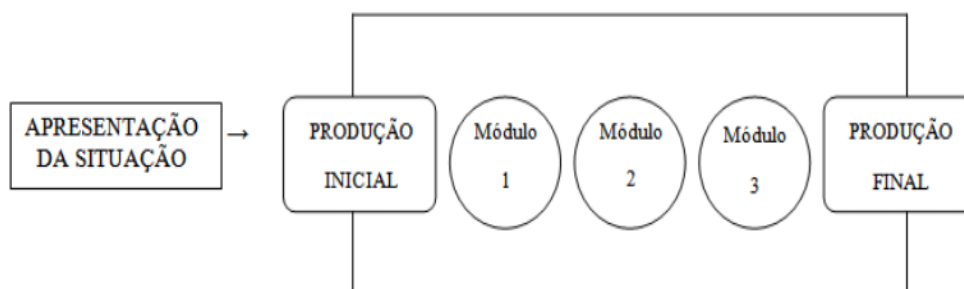 APRESENTAÇÃO
DA SITUAÇÃO
→
PRODUÇÃO
INICIAL
Módulo
1
Módulo
2
Módulo
3
PRODUÇÃO
FINAL